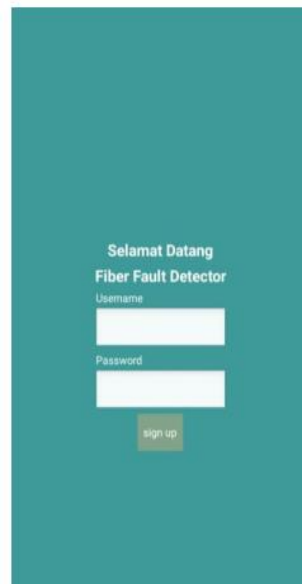 Selamat Datang
Fiber Fault Detector
Username
Password
sign up